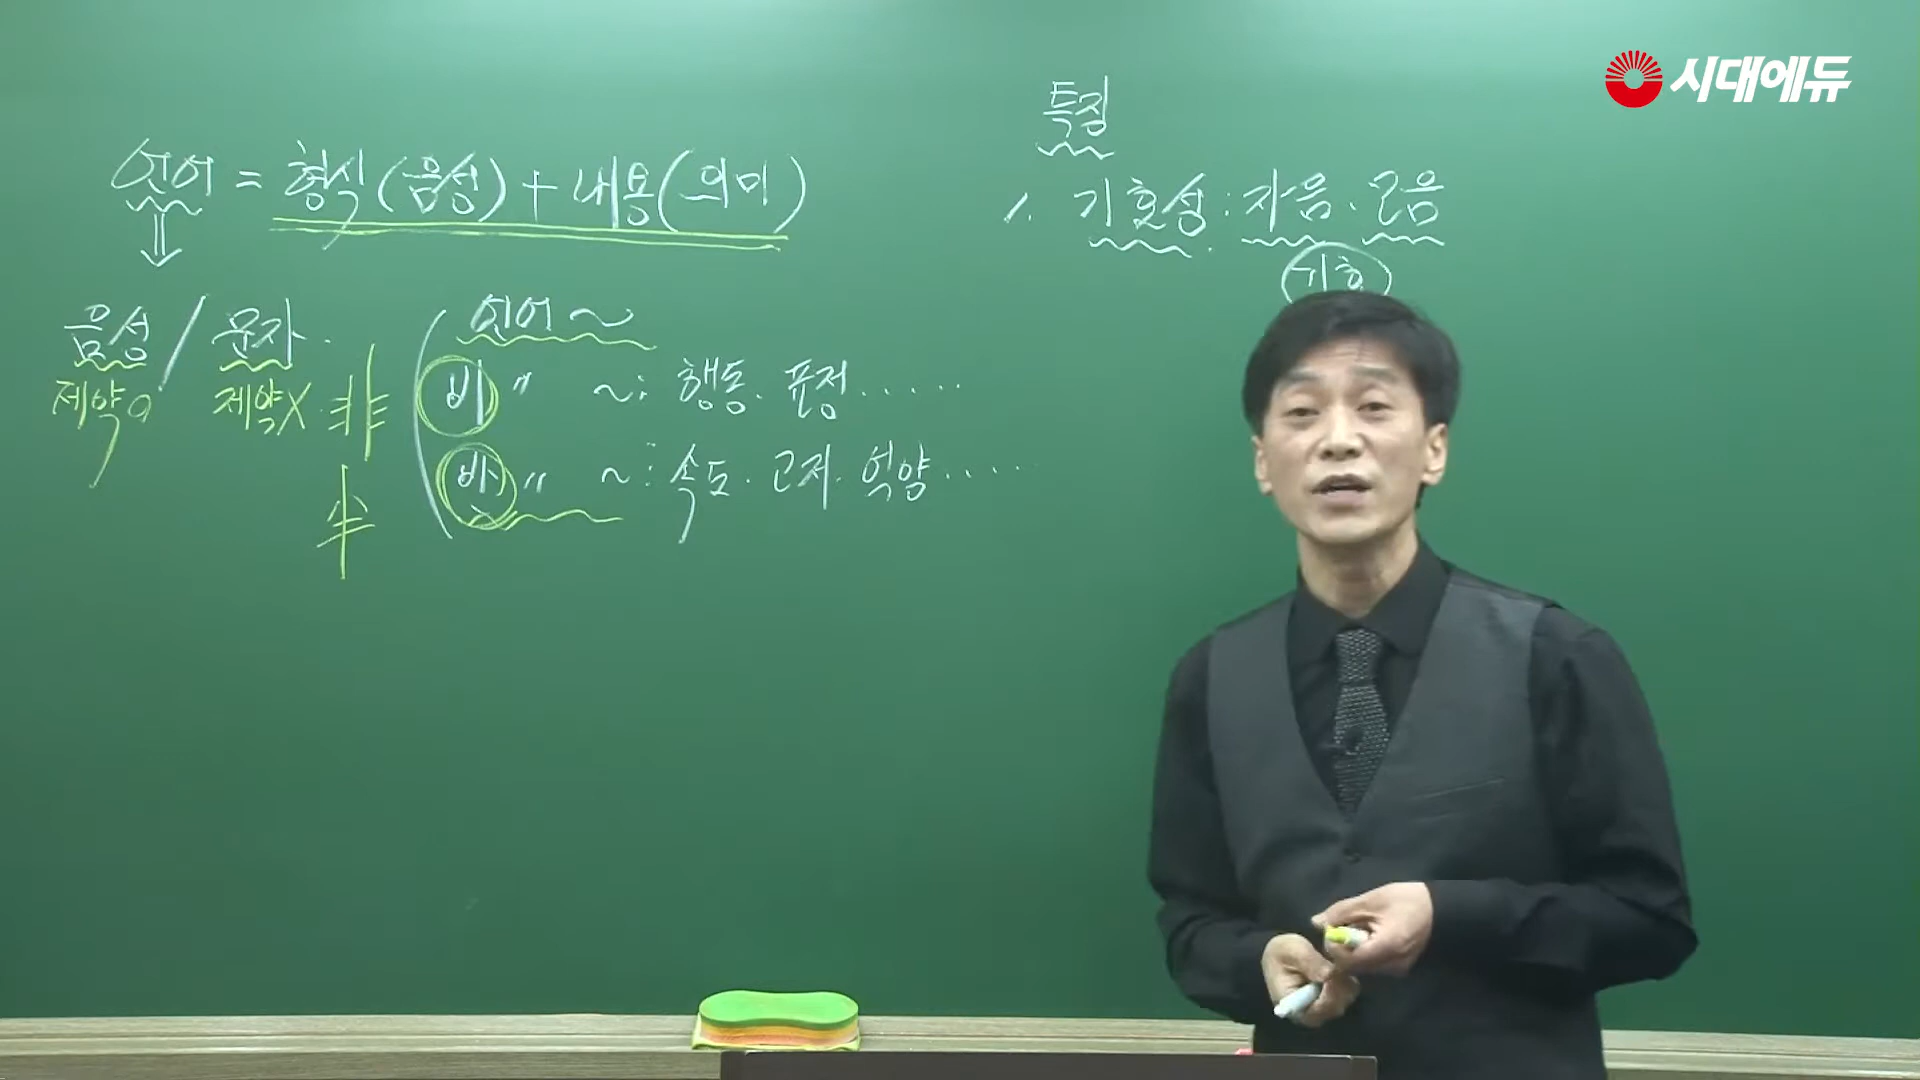 언어 = 형식(음성) + 내용(의미)
음성 / 문자.
제약O 제약X.
非
半
언어 ~
비 〃 ~: 행동. 표정......
반 〃 ~: 속도. 고저. 억양.....
특징
1. 기호성: 자음. 모음
기호
시대에듀